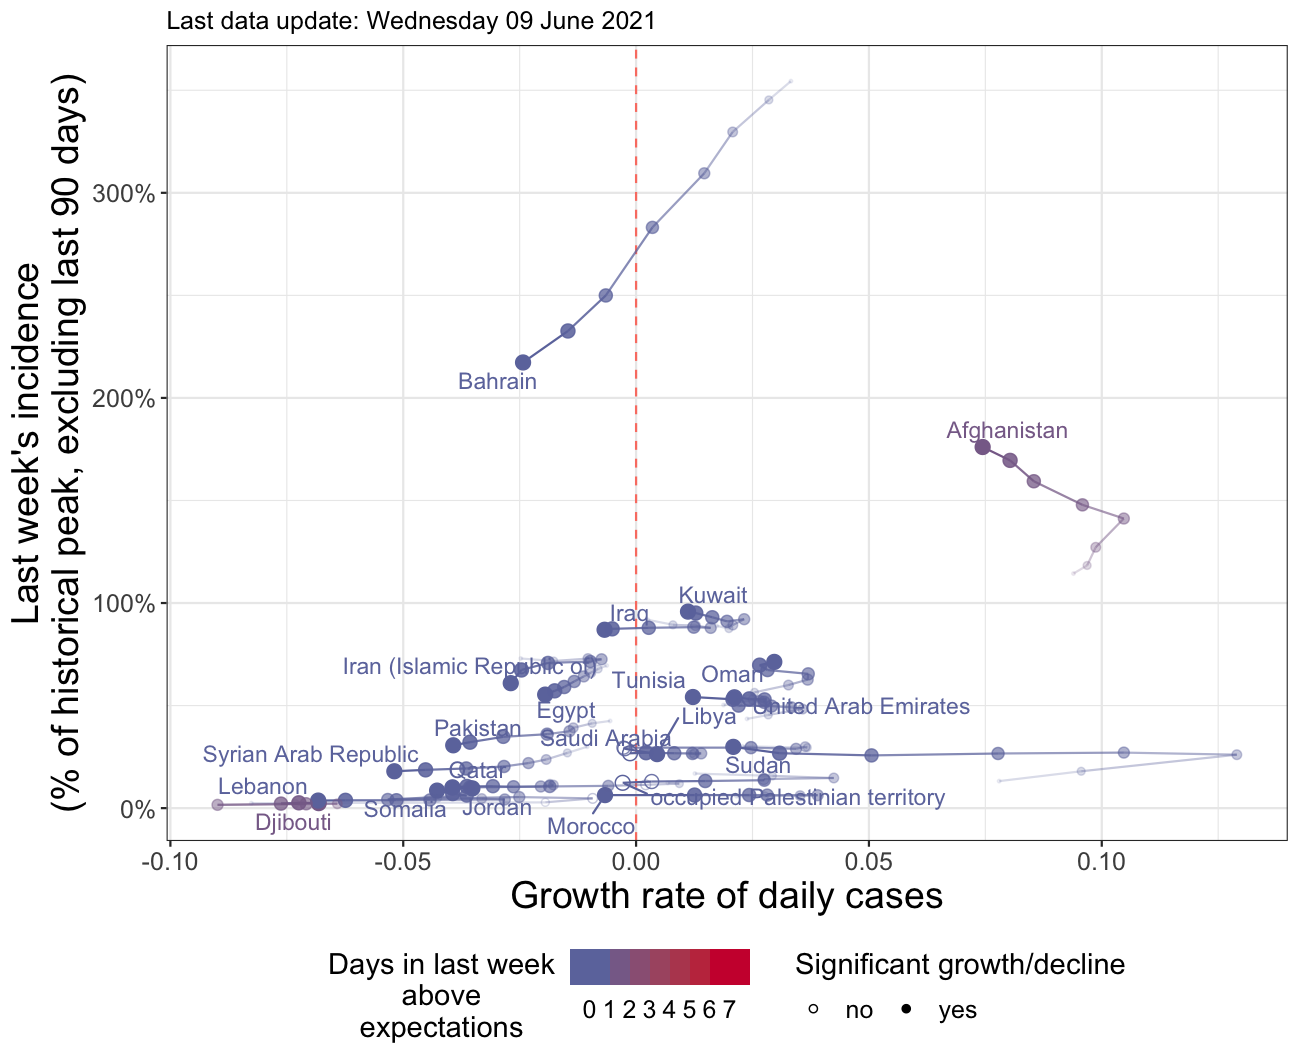 Last data update: Wednesday 09 June 2021
Last week's incidence
(% of historical peak, excluding last 90 days)
300%
200%
100%
0%
Bahrain
Afghanistan
Kuwait
Iraq
Iran (Islamic Republic of)
Tunisia
Oman
Egypt
United Arab Emirates
Libya
Pakistan
Saudi Arabia
Syrian Arab Republic
Qatar
Sudan
Lebanon
occupied Palestinian territory
Somalia
Jordan
Djibouti
Morocco
-0.10
-0.05
0.00
0.05
0.10
Growth rate of daily cases
Days in last week
above
expectations
0 1 2 3 4 5 6 7
Significant growth/decline
no
yes